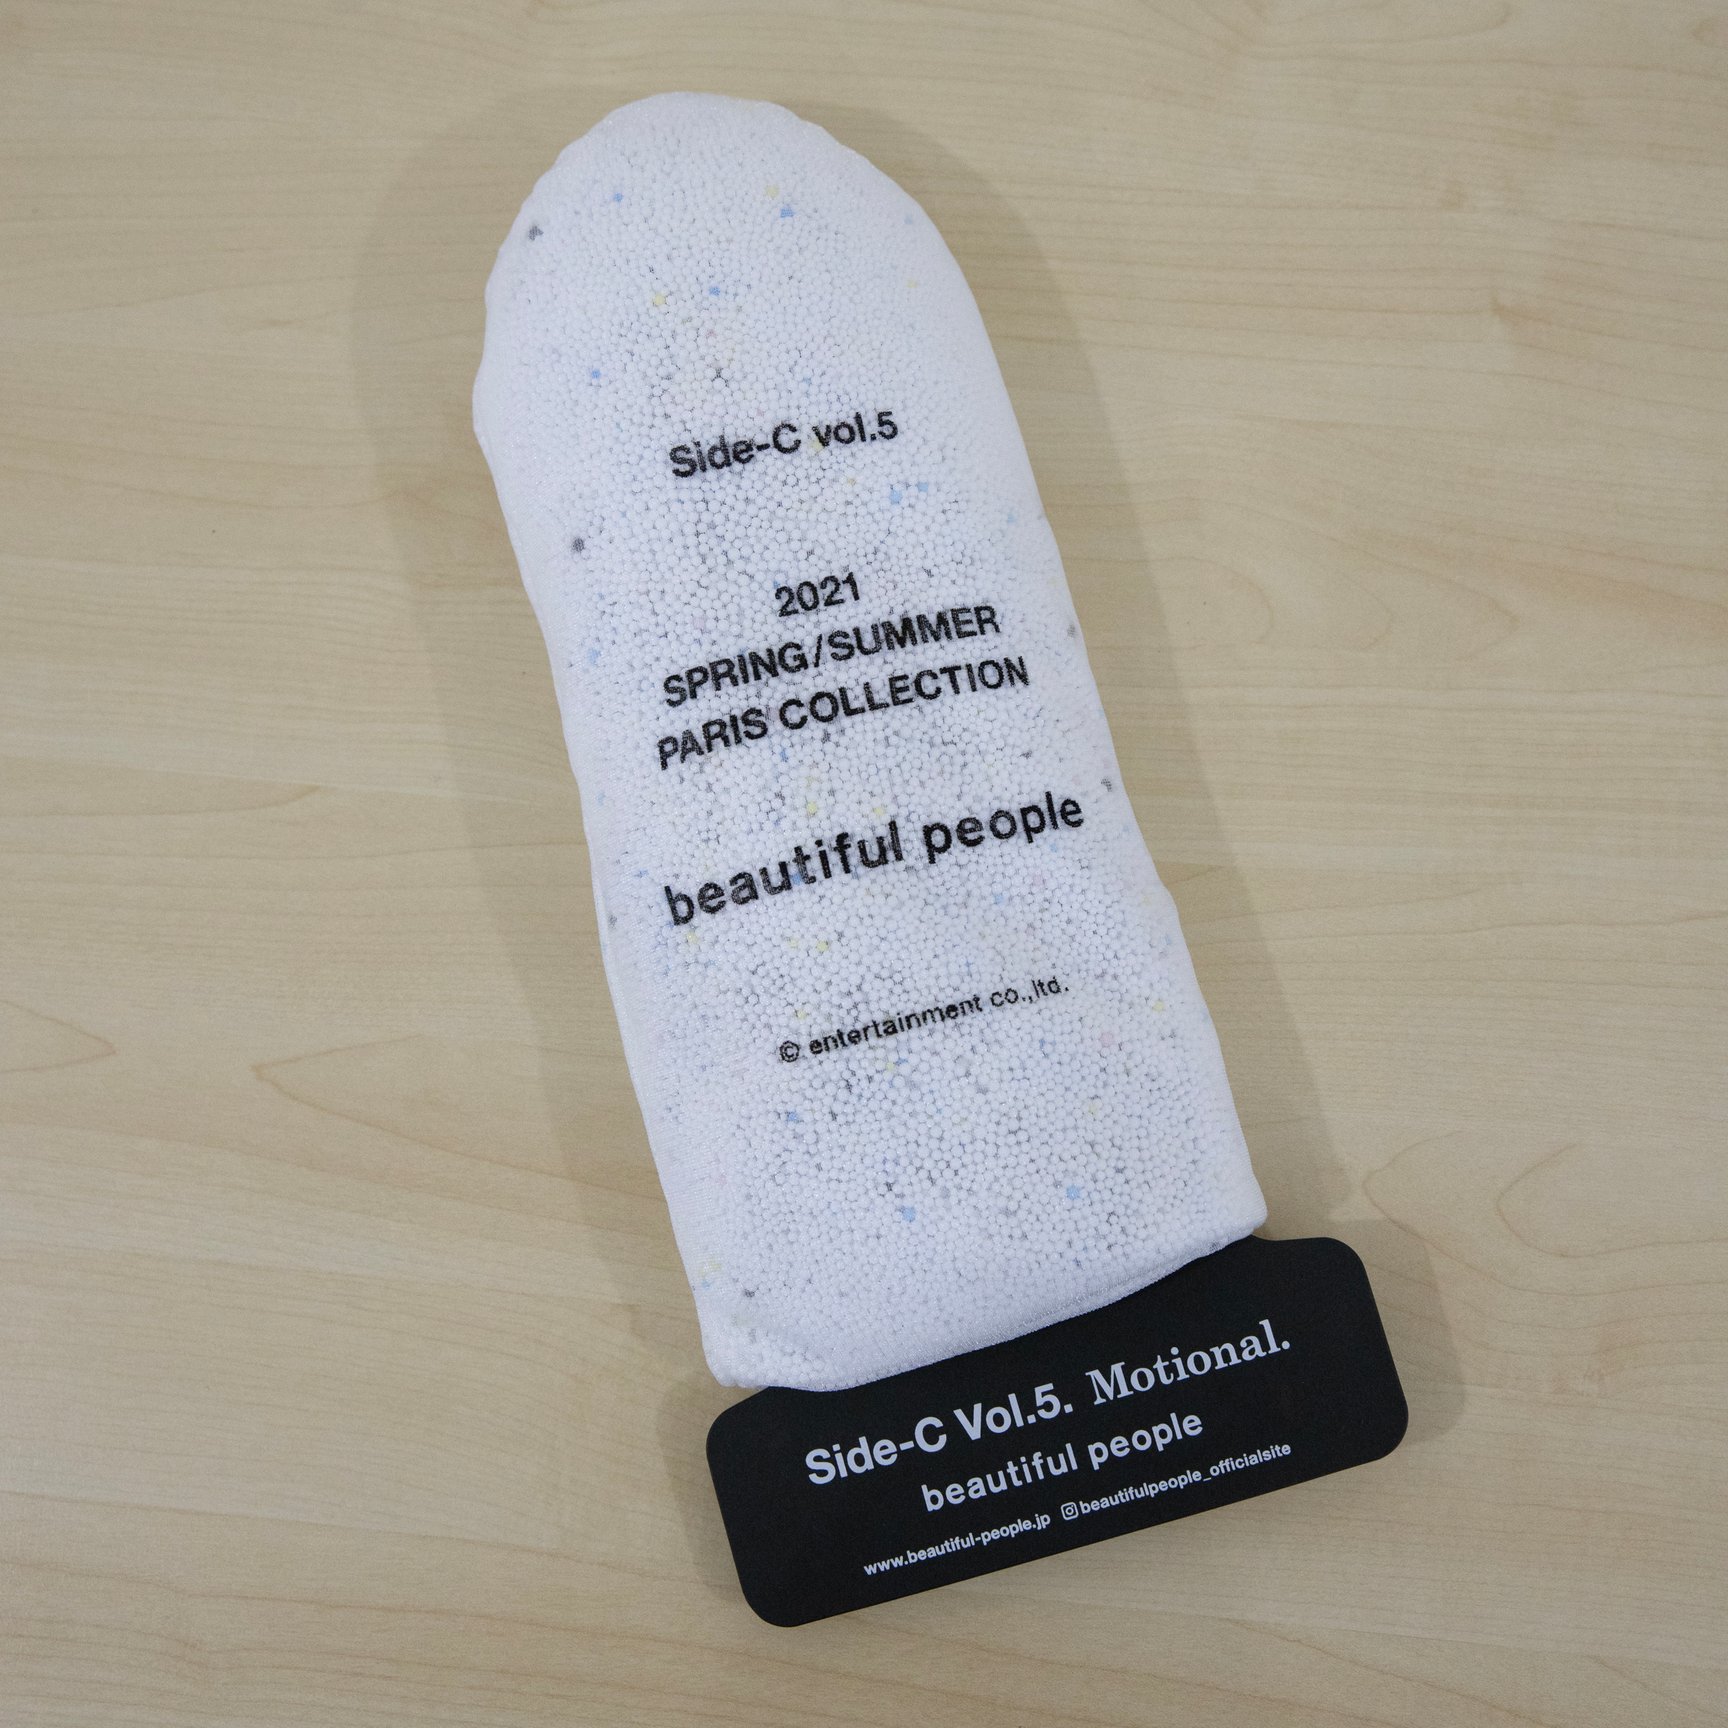 Side-C vol.5
2021
SPRING/SUMMER
PARIS COLLECTION
beautiful people
© entertainment co.,ltd.
Side-C Vol.5. Motional.
beautiful people
www.beautiful-people.jp beautifulpeople_officialsite